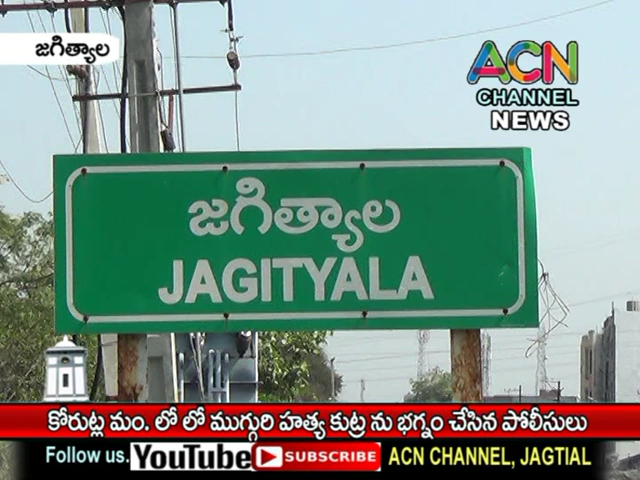 జగిత్యాల
ACN
CHANNEL
NEWS
జగిత్యాల
JAGITYALA
కోరుట్ల మం. లో లో ముగ్గురి హత్య కుట్ర ను భగ్నం చేసిన పోలీసులు
Follow us. YouTube SUBSCRIBE ACN CHANNEL, JAGTIAL